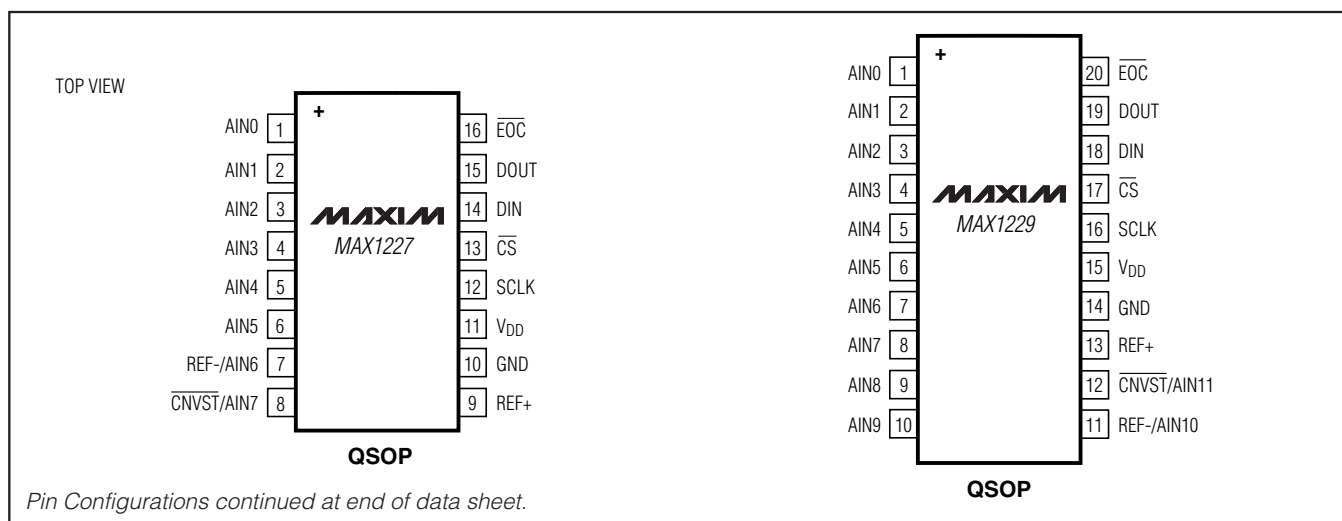 TOP VIEW
+
AIN0 1 16 EOC
AIN1 2 15 DOUT
AIN2 3 14 DIN
MAXIM
MAX1227
AIN3 4 13 CS
AIN4 5 12 SCLK
AIN5 6 11 VDD
REF-/AIN6 7 10 GND
CNVST/AIN7 8 9 REF+
QSOP
+
AIN0 1 20 EOC
AIN1 2 19 DOUT
AIN2 3 18 DIN
AIN3 4 17 CS
MAXIM
MAX1229
AIN4 5 16 SCLK
AIN5 6 15 VDD
AIN6 7 14 GND
AIN7 8 13 REF+
AIN8 9 12 CNVST/AIN11
AIN9 10 11 REF-/AIN10
QSOP
Pin Configurations continued at end of data sheet.